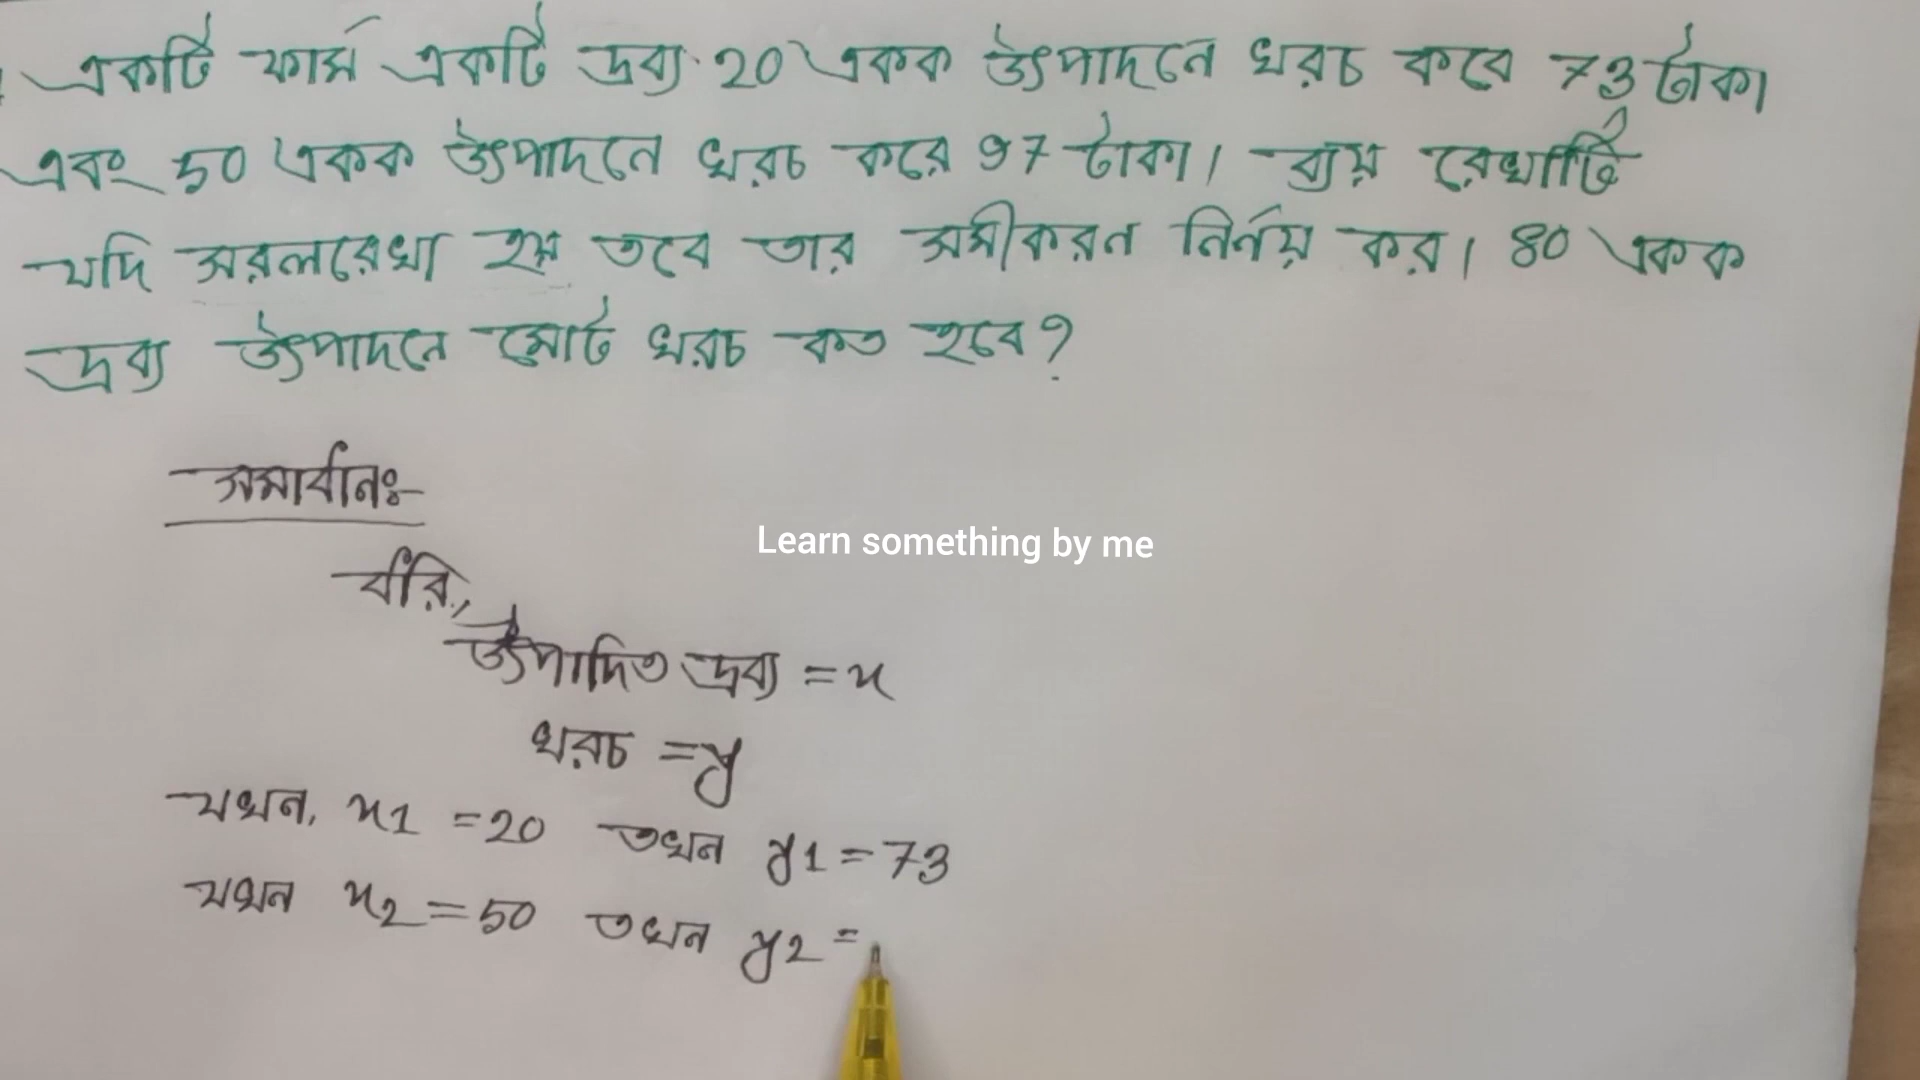 একটি ফার্ম একটি দ্রব্য 20 একক উৎপাদনে খরচ করে 73 টাকা
এবং 50 একক উৎপাদনে খরচ করে 97 টাকা। ব্যয় রেখাটি
যদি সরলরেখা হয় তবে তার সমীকরন নির্নয় কর। 80 একক
দ্রব্য উৎপাদনে মোট খরচ কত হবে?
সমাধানঃ-
Learn something by me
ধরি,
উৎপাদিত দ্রব্য = x
খরচ = y
যখন, x1 = 20 তখন y1 = 73
যখন x2 = 50 তখন y2 =